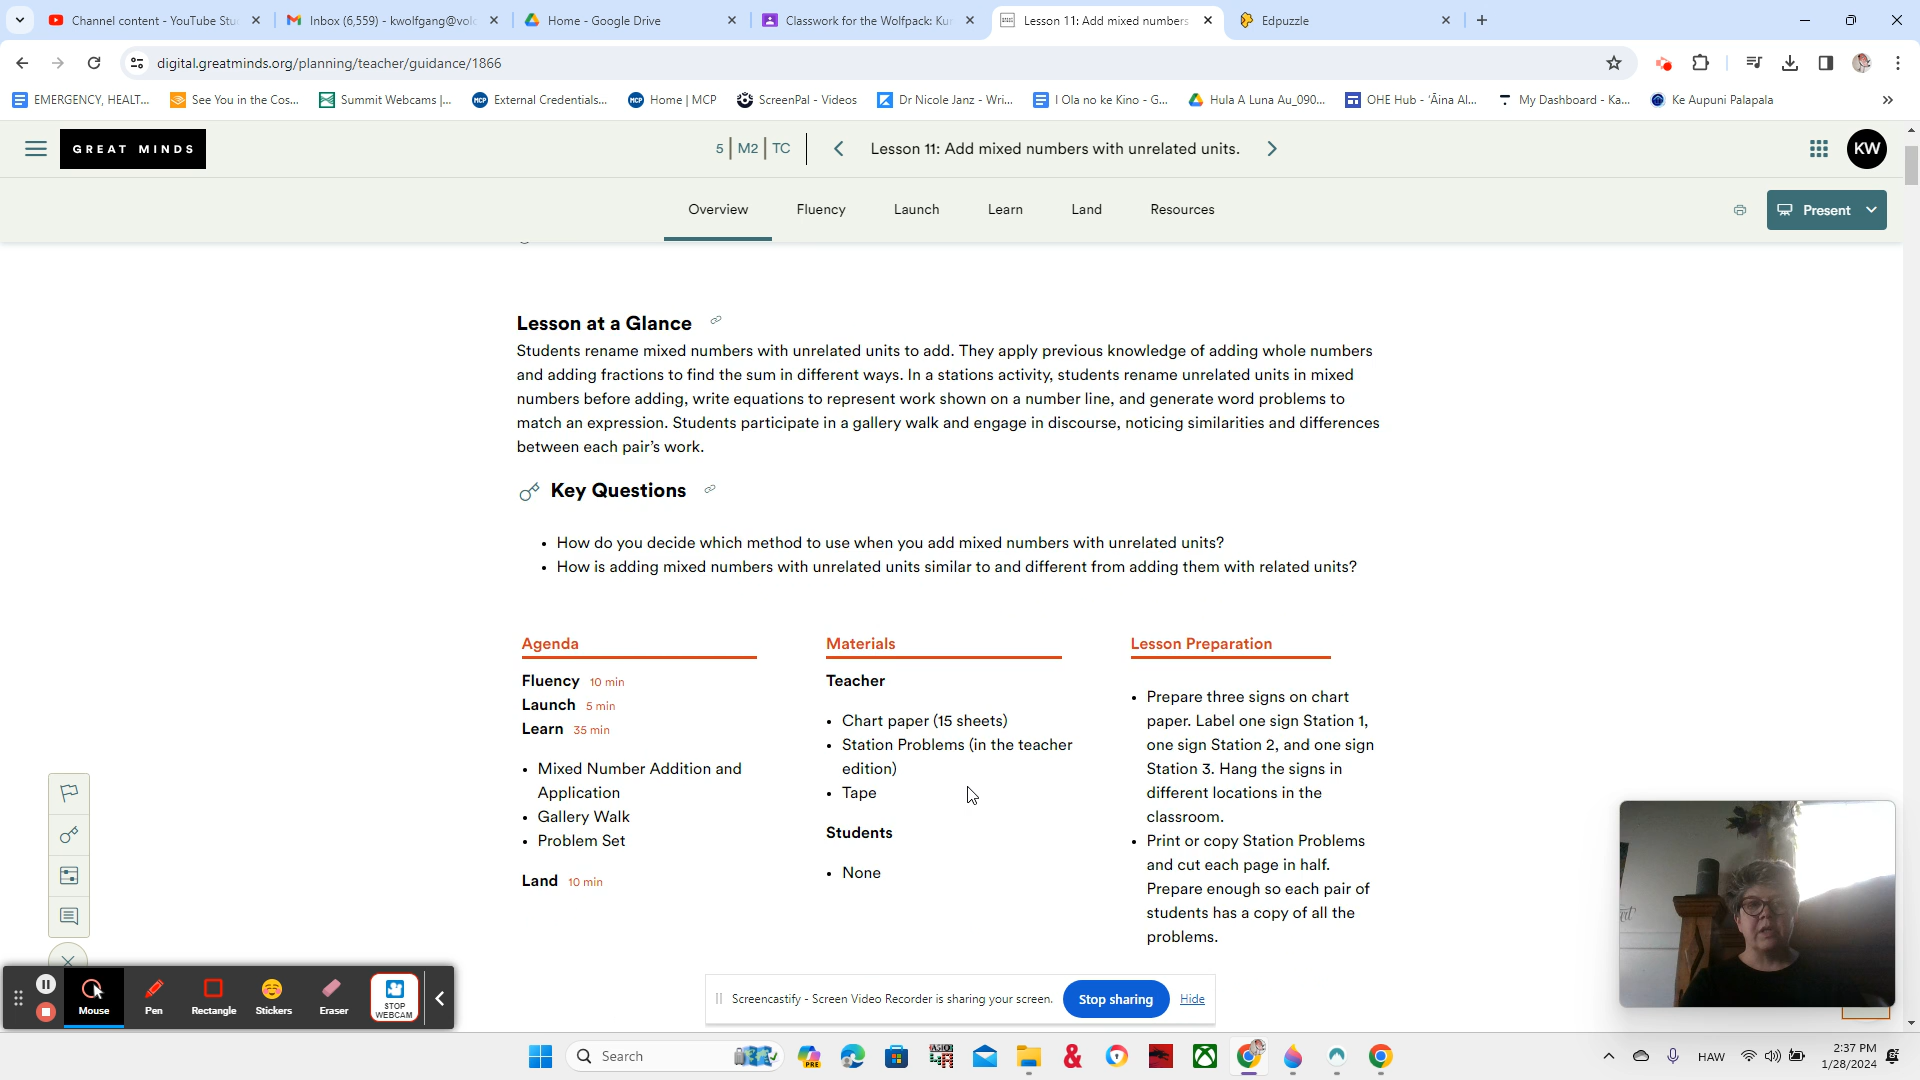 Channel content - YouTube Stu
Inbox (6,559) - kwolfgang@volc
Home - Google Drive
Classwork for the Wolfpack: Kur
Lesson 11: Add mixed numbers
Edpuzzle
digital.greatminds.org/planning/teacher/guidance/1866
EMERGENCY, HEALT...
See You in the Cos...
Summit Webcams |...
External Credentials...
Home | MCP
ScreenPal - Videos
Dr Nicole Janz - Wri...
I Ola no ke Kino - G...
Hula A Luna Au_090...
OHE Hub - ʻĀina Al...
My Dashboard - Ka...
Ke Aupuni Palapala
GREAT MINDS
5 | M2 | TC
Lesson 11: Add mixed numbers with unrelated units.
KW
Overview
Fluency
Launch
Learn
Land
Resources
Present
Lesson at a Glance
Students rename mixed numbers with unrelated units to add. They apply previous knowledge of adding whole numbers
and adding fractions to find the sum in different ways. In a stations activity, students rename unrelated units in mixed
numbers before adding, write equations to represent work shown on a number line, and generate word problems to
match an expression. Students participate in a gallery walk and engage in discourse, noticing similarities and differences
between each pair's work.
Key Questions
• How do you decide which method to use when you add mixed numbers with unrelated units?
• How is adding mixed numbers with unrelated units similar to and different from adding them with related units?
Agenda
Fluency 10 min
Launch 5 min
Learn 35 min
• Mixed Number Addition and
Application
• Gallery Walk
• Problem Set
Land 10 min
Materials
Teacher
• Chart paper (15 sheets)
• Station Problems (in the teacher
edition)
• Tape
Students
• None
Lesson Preparation
• Prepare three signs on chart
paper. Label one sign Station 1,
one sign Station 2, and one sign
Station 3. Hang the signs in
different locations in the
classroom.
• Print or copy Station Problems
and cut each page in half.
Prepare enough so each pair of
students has a copy of all the
problems.
Mouse
Pen
Rectangle
Stickers
Eraser
STOP
WEBCAM
Screencastify - Screen Video Recorder is sharing your screen.
Stop sharing
Hide
Search
PRE
HAW
2:37 PM
1/28/2024